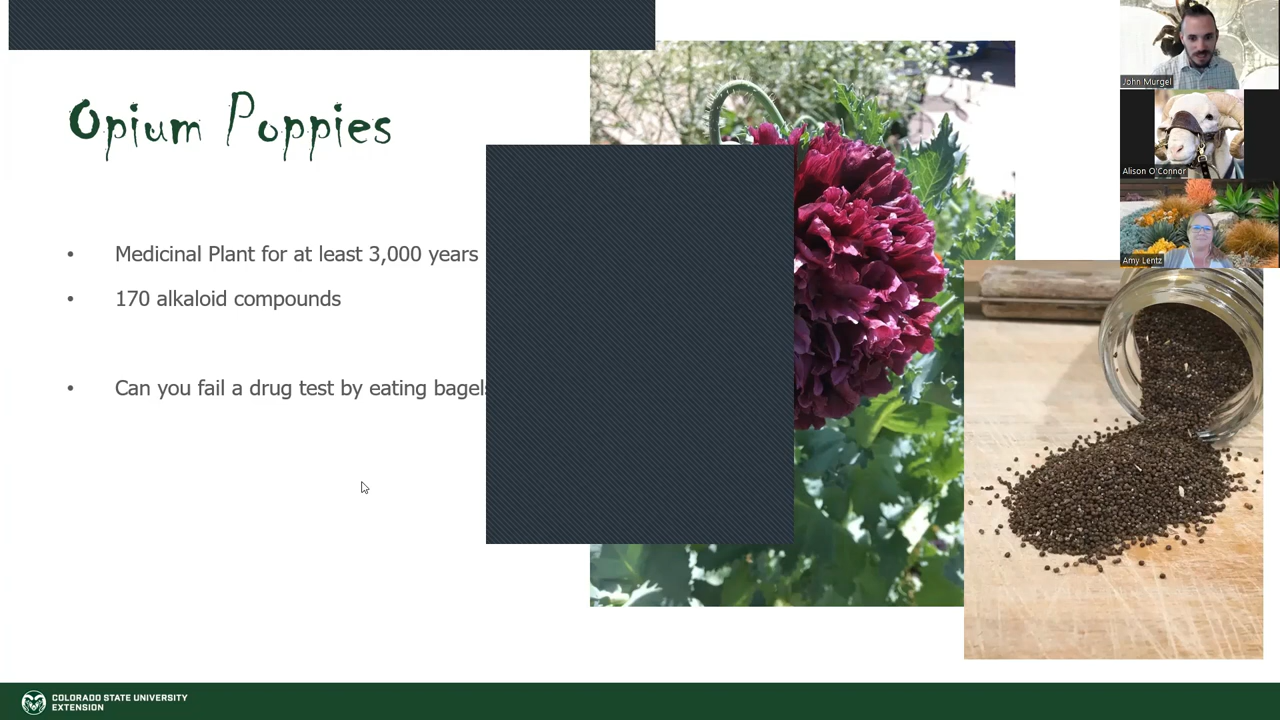 Opium Poppies
• Medicinal Plant for at least 3,000 years
• 170 alkaloid compounds
• Can you fail a drug test by eating bagels
John Murgel
Alison O'Connor
Amy Lentz
COLORADO STATE UNIVERSITY
EXTENSION